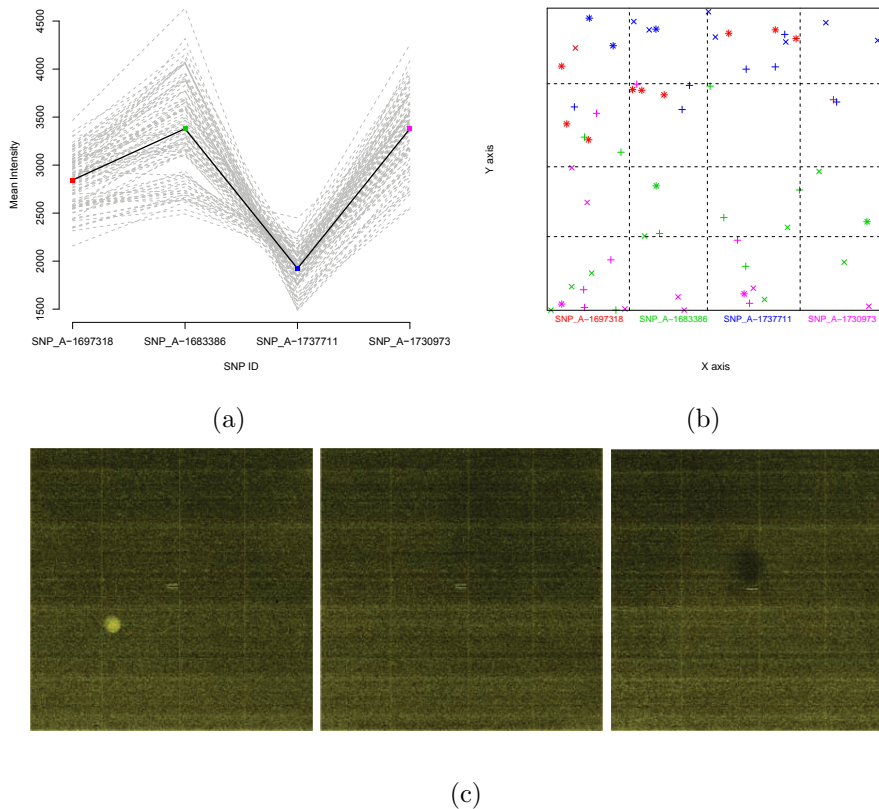 4500
4000
3500
3000
2500
2000
1500
Mean Intensity
SNP_A−1697318 SNP_A−1683386 SNP_A−1737711 SNP_A−1730973
SNP ID
(a)
Y axis
SNP_A−1697318 SNP_A−1683386 SNP_A−1737711 SNP_A−1730973
X axis
(b)
(c)